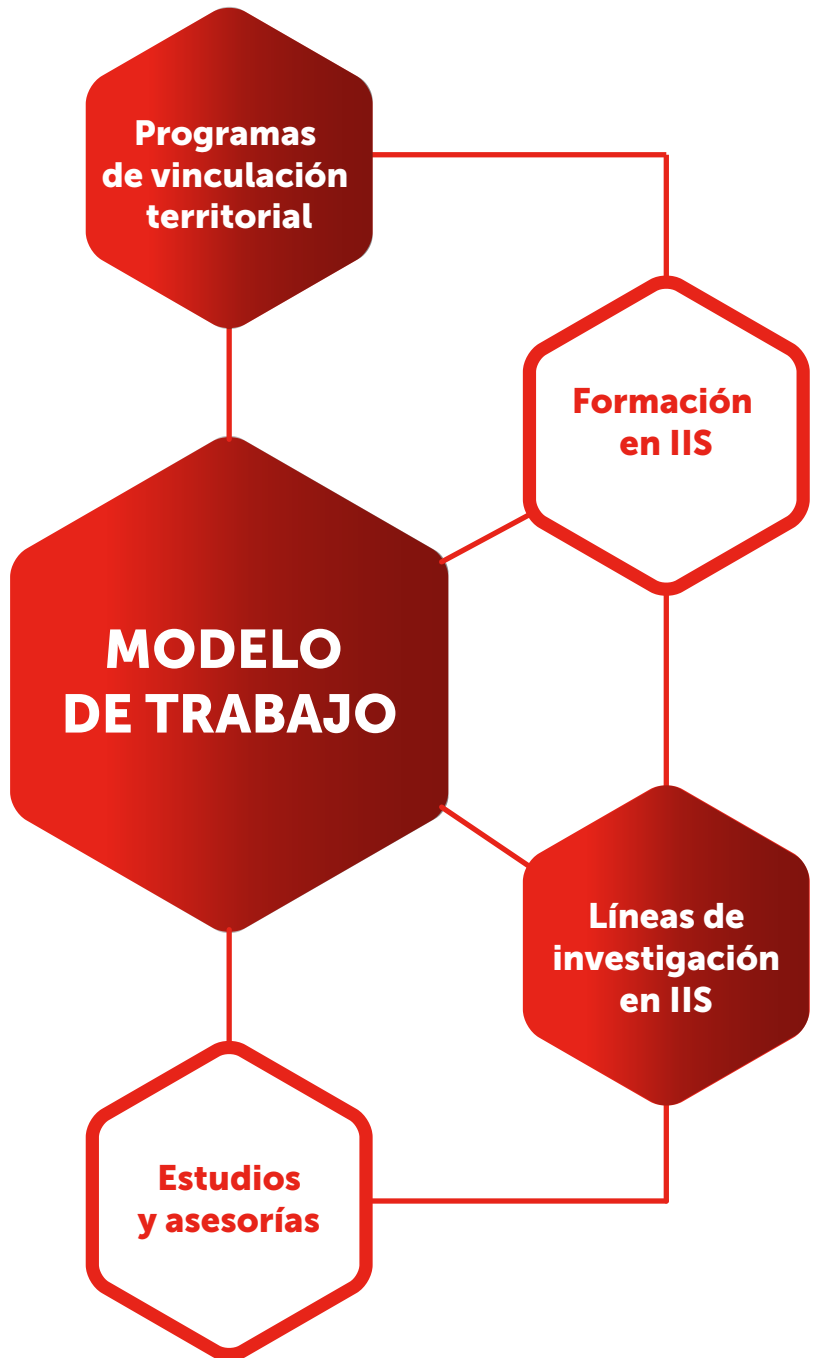 Programas
de vinculación
territorial
Formación
en IIS
MODELO
DE TRABAJO
Líneas de
investigación
en IIS
Estudios
y asesorías